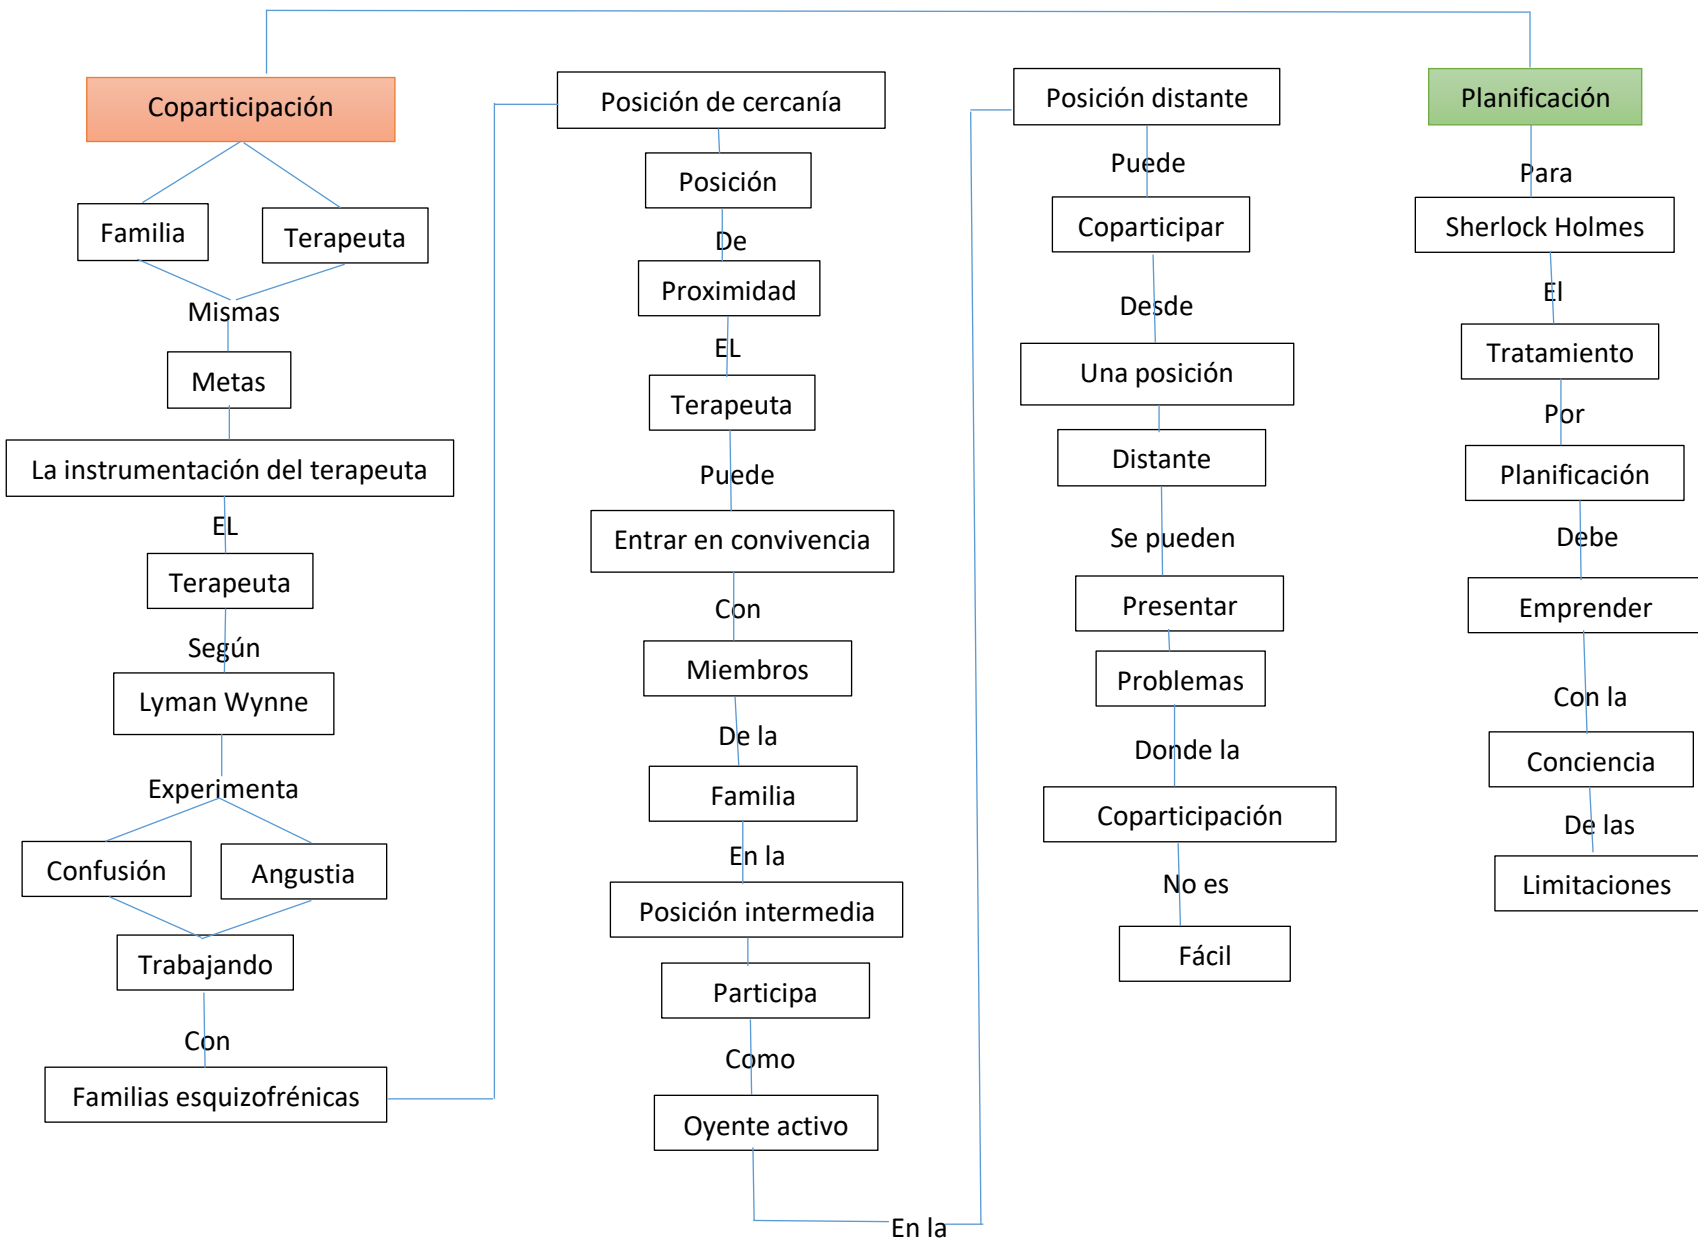 Coparticipación
Familia
Terapeuta
Mismas
Metas
La instrumentación del terapeuta
EL
Terapeuta
Según
Lyman Wynne
Experimenta
Confusión
Angustia
Trabajando
Con
Familias esquizofrénicas
Posición de cercanía
Posición
De
Proximidad
EL
Terapeuta
Puede
Entrar en convivencia
Con
Miembros
De la
Familia
En la
Posición intermedia
Participa
Como
Oyente activo
En la
Posición distante
Puede
Coparticipar
Desde
Una posición
Distante
Se pueden
Presentar
Problemas
Donde la
Coparticipación
No es
Fácil
Planificación
Para
Sherlock Holmes
El
Tratamiento
Por
Planificación
Debe
Emprender
Con la
Conciencia
De las
Limitaciones